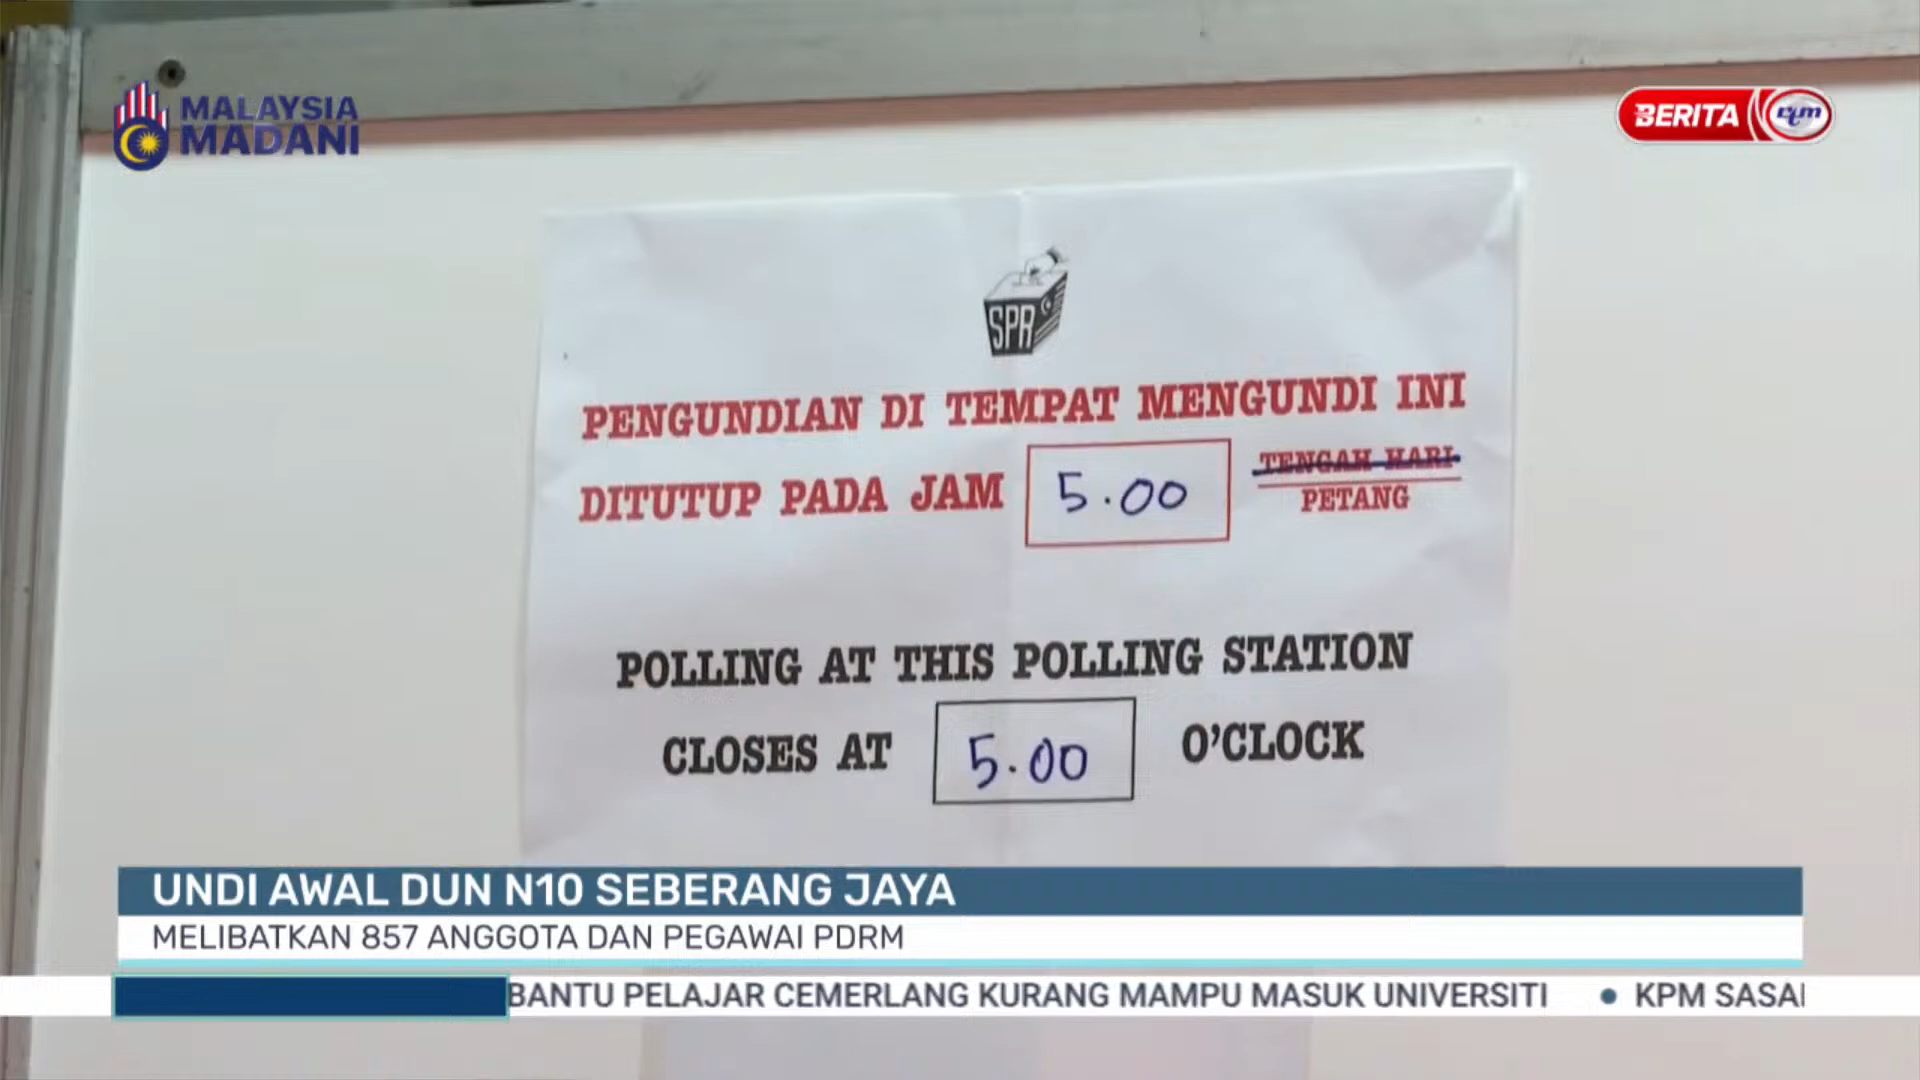 MALAYSIA
MADANI
BERITA rtm
SPR
PENGUNDIAN DI TEMPAT MENGUNDI INI
DITUTUP PADA JAM 5.00 TENGAH HARI
PETANG
POLLING AT THIS POLLING STATION
CLOSES AT 5.00 O'CLOCK
UNDI AWAL DUN N10 SEBERANG JAYA
MELIBATKAN 857 ANGGOTA DAN PEGAWAI PDRM
BANTU PELAJAR CEMERLANG KURANG MAMPU MASUK UNIVERSITI • KPM SASA